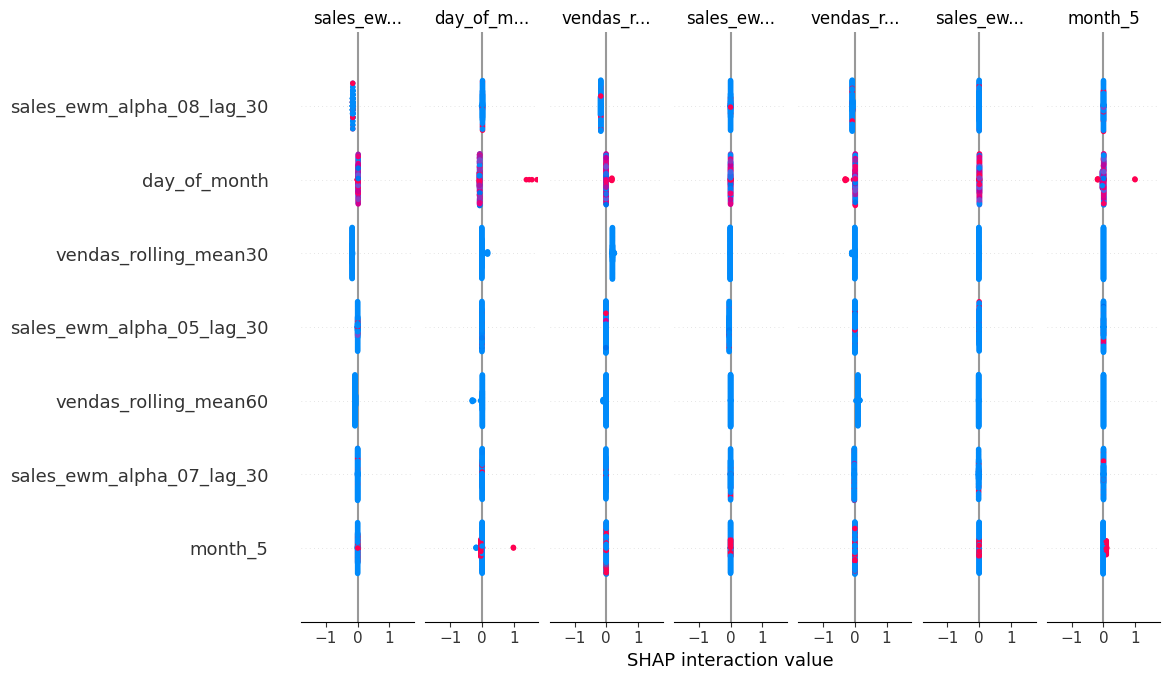 sales_ew... day_of_m... vendas_r... sales_ew... vendas_r... sales_ew... month_5
sales_ewm_alpha_08_lag_30
day_of_month
vendas_rolling_mean30
sales_ewm_alpha_05_lag_30
vendas_rolling_mean60
sales_ewm_alpha_07_lag_30
month_5
−1 0 1 −1 0 1 −1 0 1 −1 0 1 −1 0 1 −1 0 1 −1 0 1
SHAP interaction value